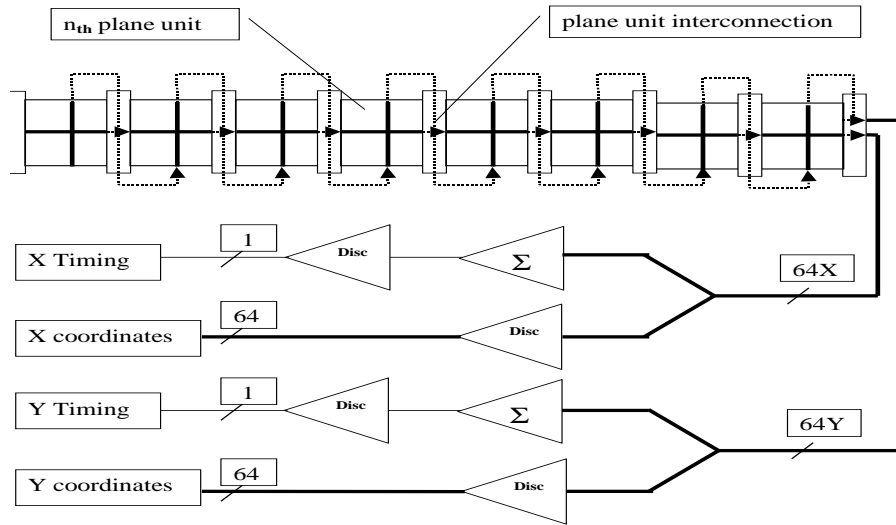 nth plane unit
plane unit interconnection
1
Disc
Σ
X Timing
64X
64
Disc
X coordinates
1
Disc
Σ
Y Timing
64Y
64
Disc
Y coordinates